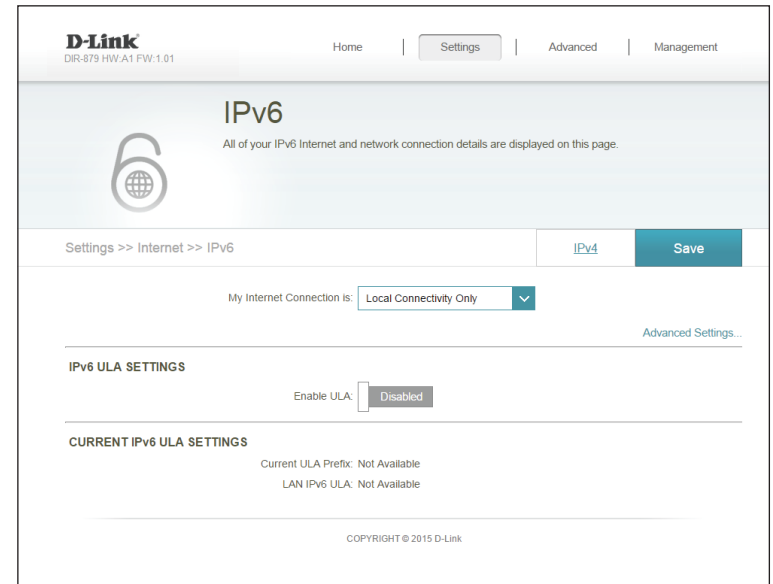 D-Link
DIR-879 HW:A1 FW:1.01
Home Settings Advanced Management
IPv6
All of your IPv6 Internet and network connection details are displayed on this page.
Settings >> Internet >> IPv6
IPv4
Save
My Internet Connection is: Local Connectivity Only
Advanced Settings...
IPv6 ULA SETTINGS
Enable ULA: Disabled
CURRENT IPv6 ULA SETTINGS
Current ULA Prefix: Not Available
LAN IPv6 ULA: Not Available
COPYRIGHT © 2015 D-Link